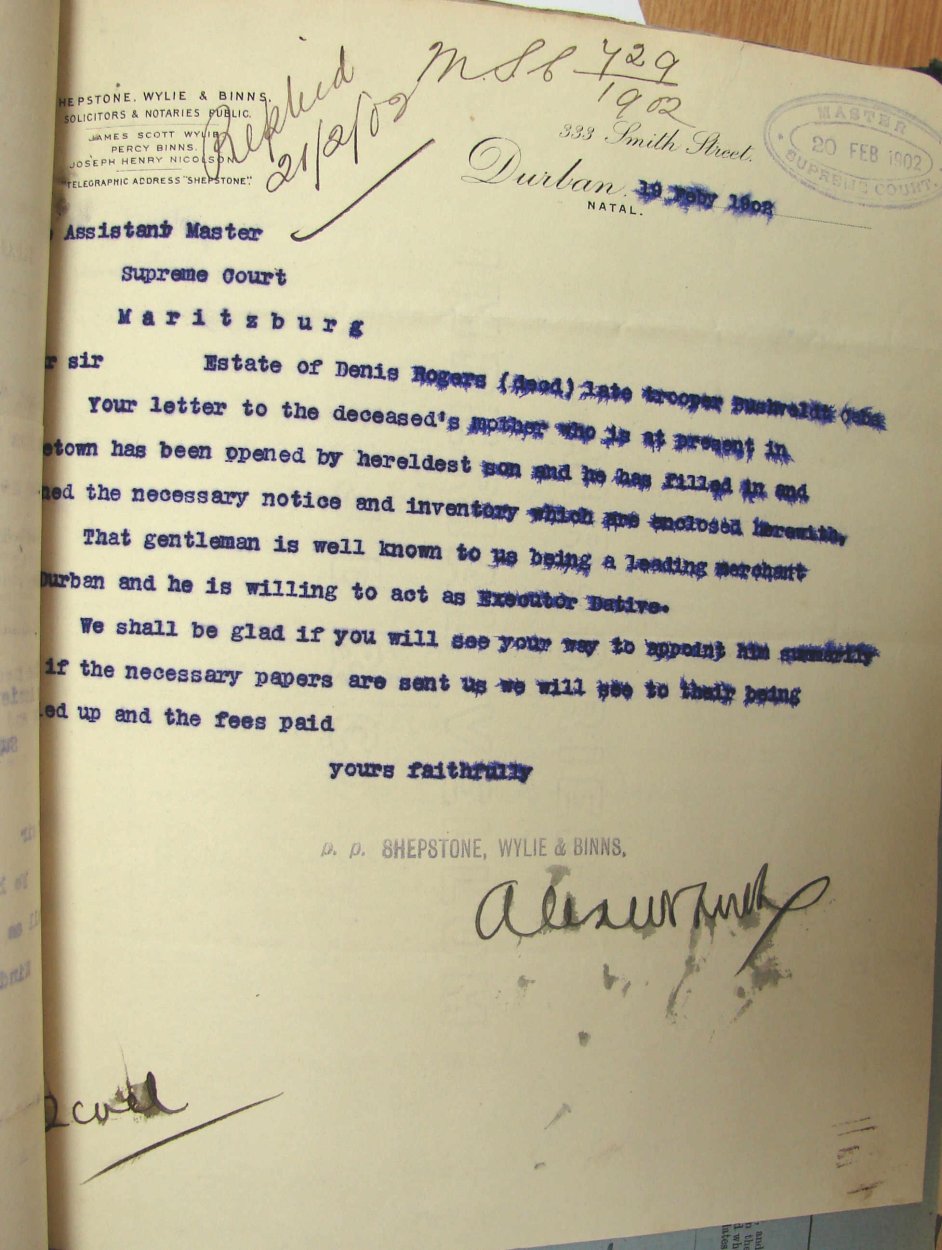 HEPSTONE, WYLIE & BINNS,
SOLICITORS & NOTARIES PUBLIC.
JAMES SCOTT WYLIE
PERCY BINNS.
JOSEPH HENRY NICOLSON
"TELEGRAPHIC ADDRESS "SHEPSTONE".
Replied
21/2/02
M.S.C 729
1902
333 Smith Street.
Durban. 19 Feby 1902
NATAL.
MASTER
20 FEB 1902
SUPREME COURT.
Assistant Master
Supreme Court
Maritzburg
r sir Estate of Denis Rogers (decd) late trooper Bushveldt
Your letter to the deceased's mother who is at present in
etown has been opened by hereldest son and he has filled in and
ned the necessary notice and inventory which are enclosed herewith,
That gentleman is well known to us being a leading merchant
Durban and he is willing to act as Executor Dative.
We shall be glad if you will see your way to appoint him summarily
if the necessary papers are sent us we will see to their being
ed up and the fees paid
yours faithfully
p. p. SHEPSTONE, WYLIE & BINNS,